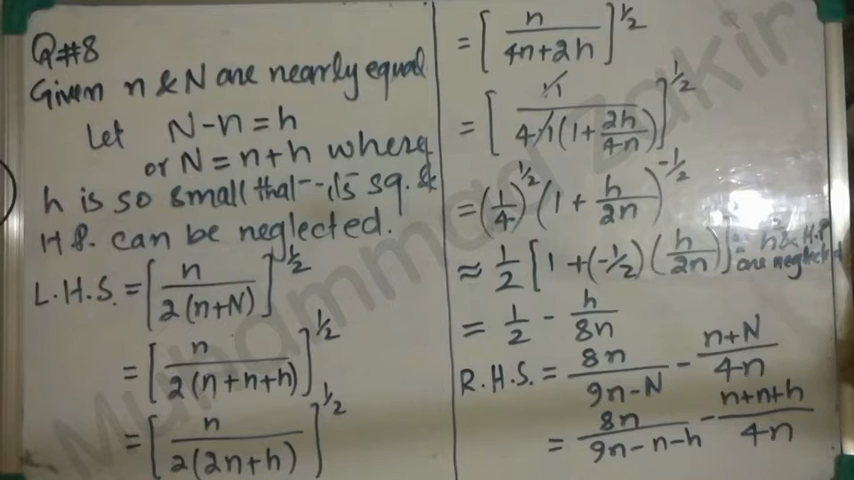 Q#8
Given n & N are nearly equal
Let N-n = h
or N = n+h where
h is so small that its sq. &
H.P. can be neglected.
L.H.S. = [n/2(n+N)]^1/2
= [n/2(n+n+h)]^1/2
= [n/2(2n+h)]^1/2
= [n/4n+2h]^1/2
= [n/4n(1+2h/4n)]^1/2
= (1/4)^1/2 (1 + h/2n)^-1/2
≈ 1/2 [1 + (-1/2)(h/2n)] ∵ h² & H.P
are neglected
= 1/2 - h/8n
R.H.S. = 8n/9n-N - n+N/4n
= 8n/9n-n-h - n+n+h/4n
Muhammad Zakir